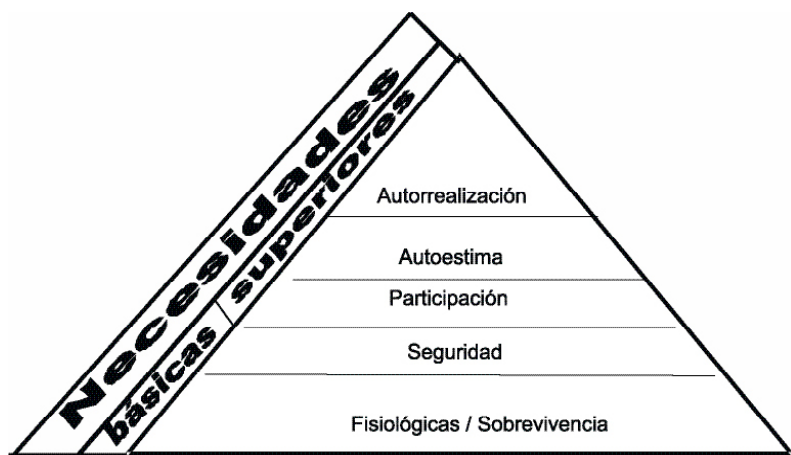 Necesidades
superiores
básicas
Autorrealización
Autoestima
Participación
Seguridad
Fisiológicas / Sobrevivencia